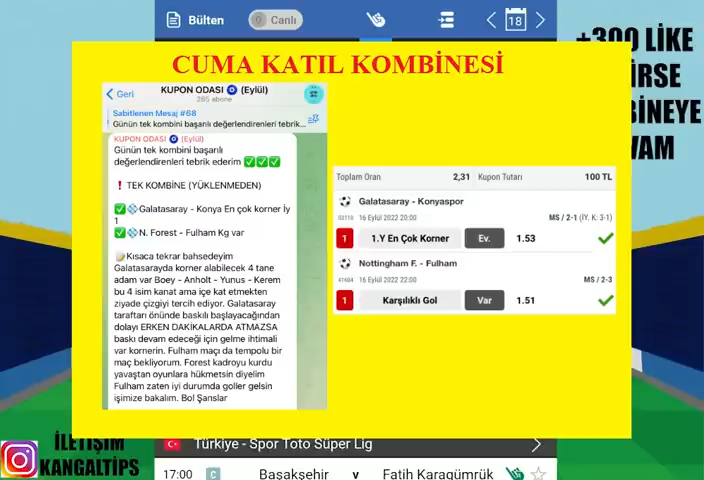 Bülten
0 Canlı
18
+300 LİKE
İRSE
BİNEYE
VAM
CUMA KATIL KOMBİNESİ
Geri
KUPON ODASI (Eylül)
265 abone
Sabitlenen Mesaj #68
Günün tek kombini başarılı değerlendirenleri tebrik...
KUPON ODASI (Eylül)
Günün tek kombini başarılı
değerlendirenleri tebrik ederim ✅✅✅
❗ TEK KOMBİNE (YÜKLENMEDEN)
✅💠Galatasaray - Konya En çok korner İy
1
✅💠N. Forest - Fulham Kg var
📝Kısaca tekrar bahsedeyim
Galatasarayda korner alabilecek 4 tane
adam var Boey - Anholt - Yunus - Kerem
bu 4 isim kanat ama içe kat etmekten
ziyade çizgiyi tercih ediyor. Galatasaray
taraftarı önünde baskılı başlayacağından
dolayı ERKEN DAKİKALARDA ATMAZSA
baskı devam edeceği için gelme ihtimali
var kornerin. Fulham maçı da tempolu bir
maç bekliyorum. Forest kadroyu kurdu
yavaştan oyunlara hükmetsin diyelim
Fulham zaten iyi durumda goller gelsin
işimize bakalım. Bol Şanslar
Toplam Oran 2,31 Kupon Tutarı 100 TL
Galatasaray - Konyaspor
02110 16 Eylül 2022 20:00 MS / 2-1 (İY. K: 3-1)
1 1.Y En Çok Korner Ev. 1.53
Nottingham F. - Fulham
41404 16 Eylül 2022 22:00 MS / 2-3
1 Karşılıklı Gol Var 1.51
İLETİŞİM
KANGALTİPS
Türkiye - Spor Toto Süper Lig
17:00 C Başakşehir v Fatih Karagümrük